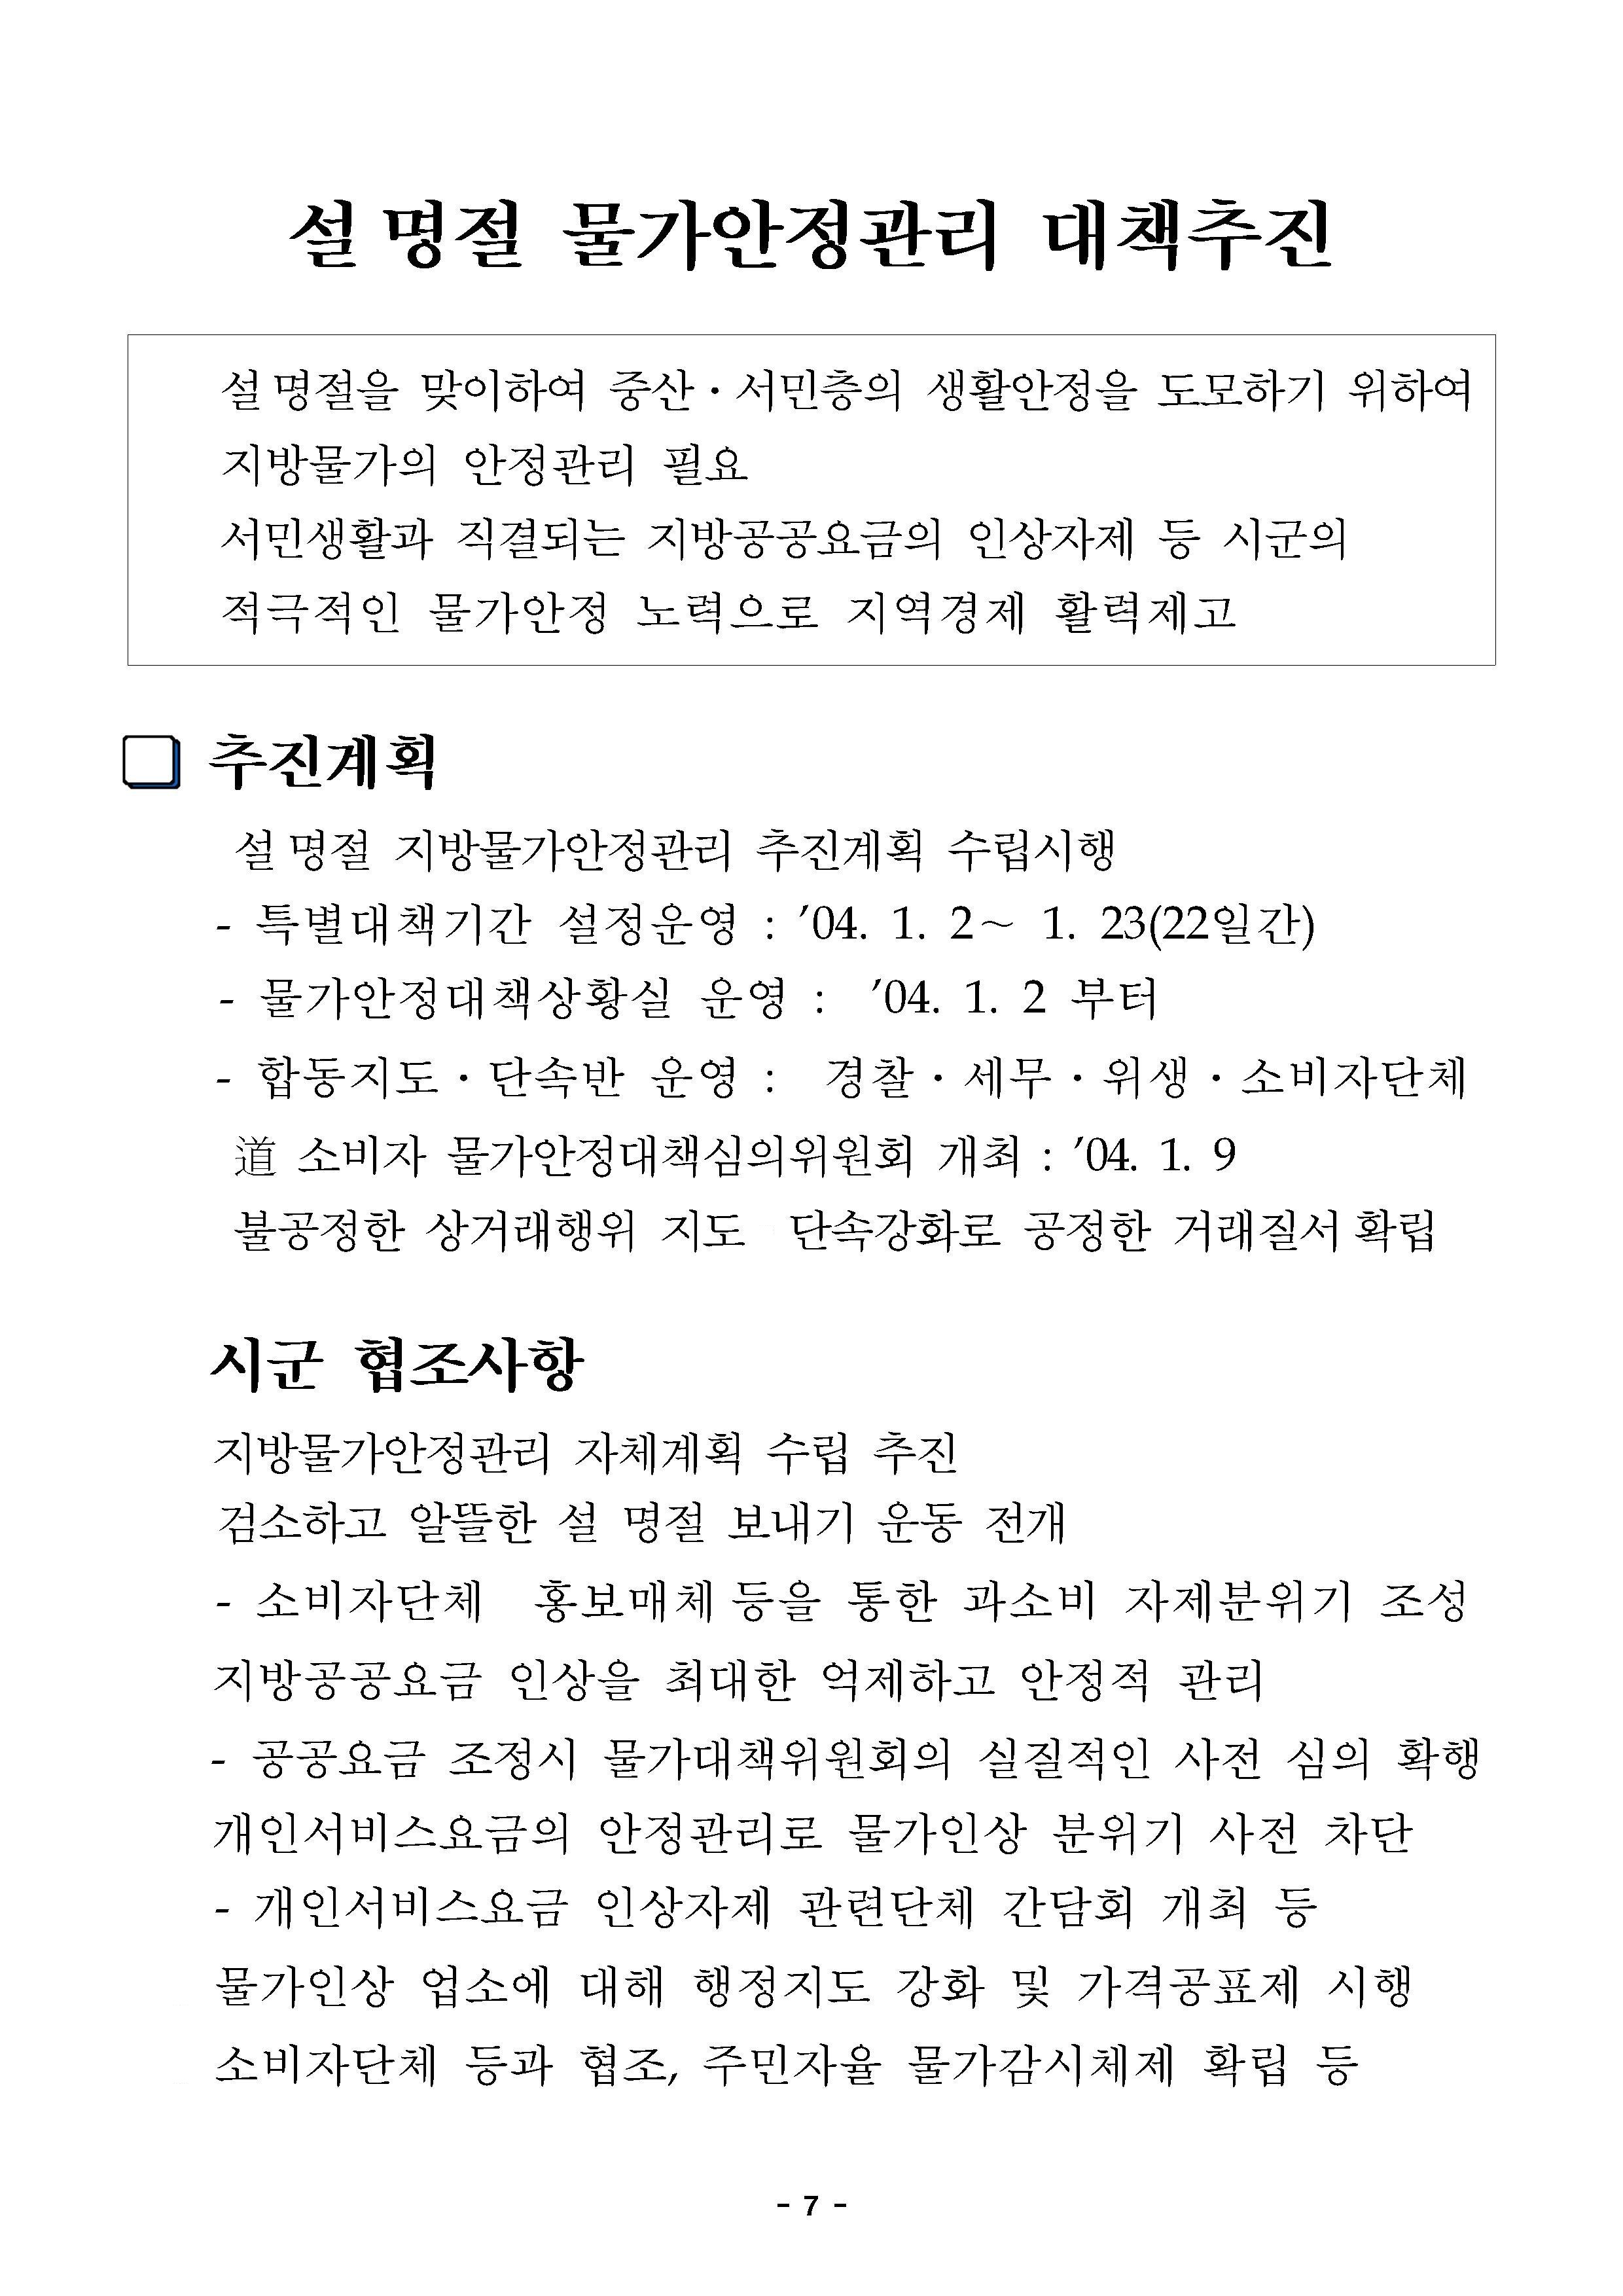 설 명절 물가안정관리 대책추진
설 명절을 맞이하여 중산·서민층의 생활안정을 도모하기 위하여
지방물가의 안정관리 필요
서민생활과 직결되는 지방공공요금의 인상자제 등 시군의
적극적인 물가안정 노력으로 지역경제 활력제고
추진계획
설 명절 지방물가안정관리 추진계획 수립시행
- 특별대책기간 설정운영 : ′04. 1. 2～ 1. 23(22일간)
- 물가안정대책상황실 운영 : ′04. 1. 2 부터
- 합동지도·단속반 운영 : 경찰·세무·위생·소비자단체
道 소비자 물가안정대책심의위원회 개최 : ′04. 1. 9
불공정한 상거래행위 지도 단속강화로 공정한 거래질서 확립
시군 협조사항
지방물가안정관리 자체계획 수립 추진
검소하고 알뜰한 설 명절 보내기 운동 전개
- 소비자단체 홍보매체 등을 통한 과소비 자제분위기 조성
지방공공요금 인상을 최대한 억제하고 안정적 관리
- 공공요금 조정시 물가대책위원회의 실질적인 사전 심의 확행
개인서비스요금의 안정관리로 물가인상 분위기 사전 차단
- 개인서비스요금 인상자제 관련단체 간담회 개최 등
물가인상 업소에 대해 행정지도 강화 및 가격공표제 시행
소비자단체 등과 협조, 주민자율 물가감시체제 확립 등
- 7 -